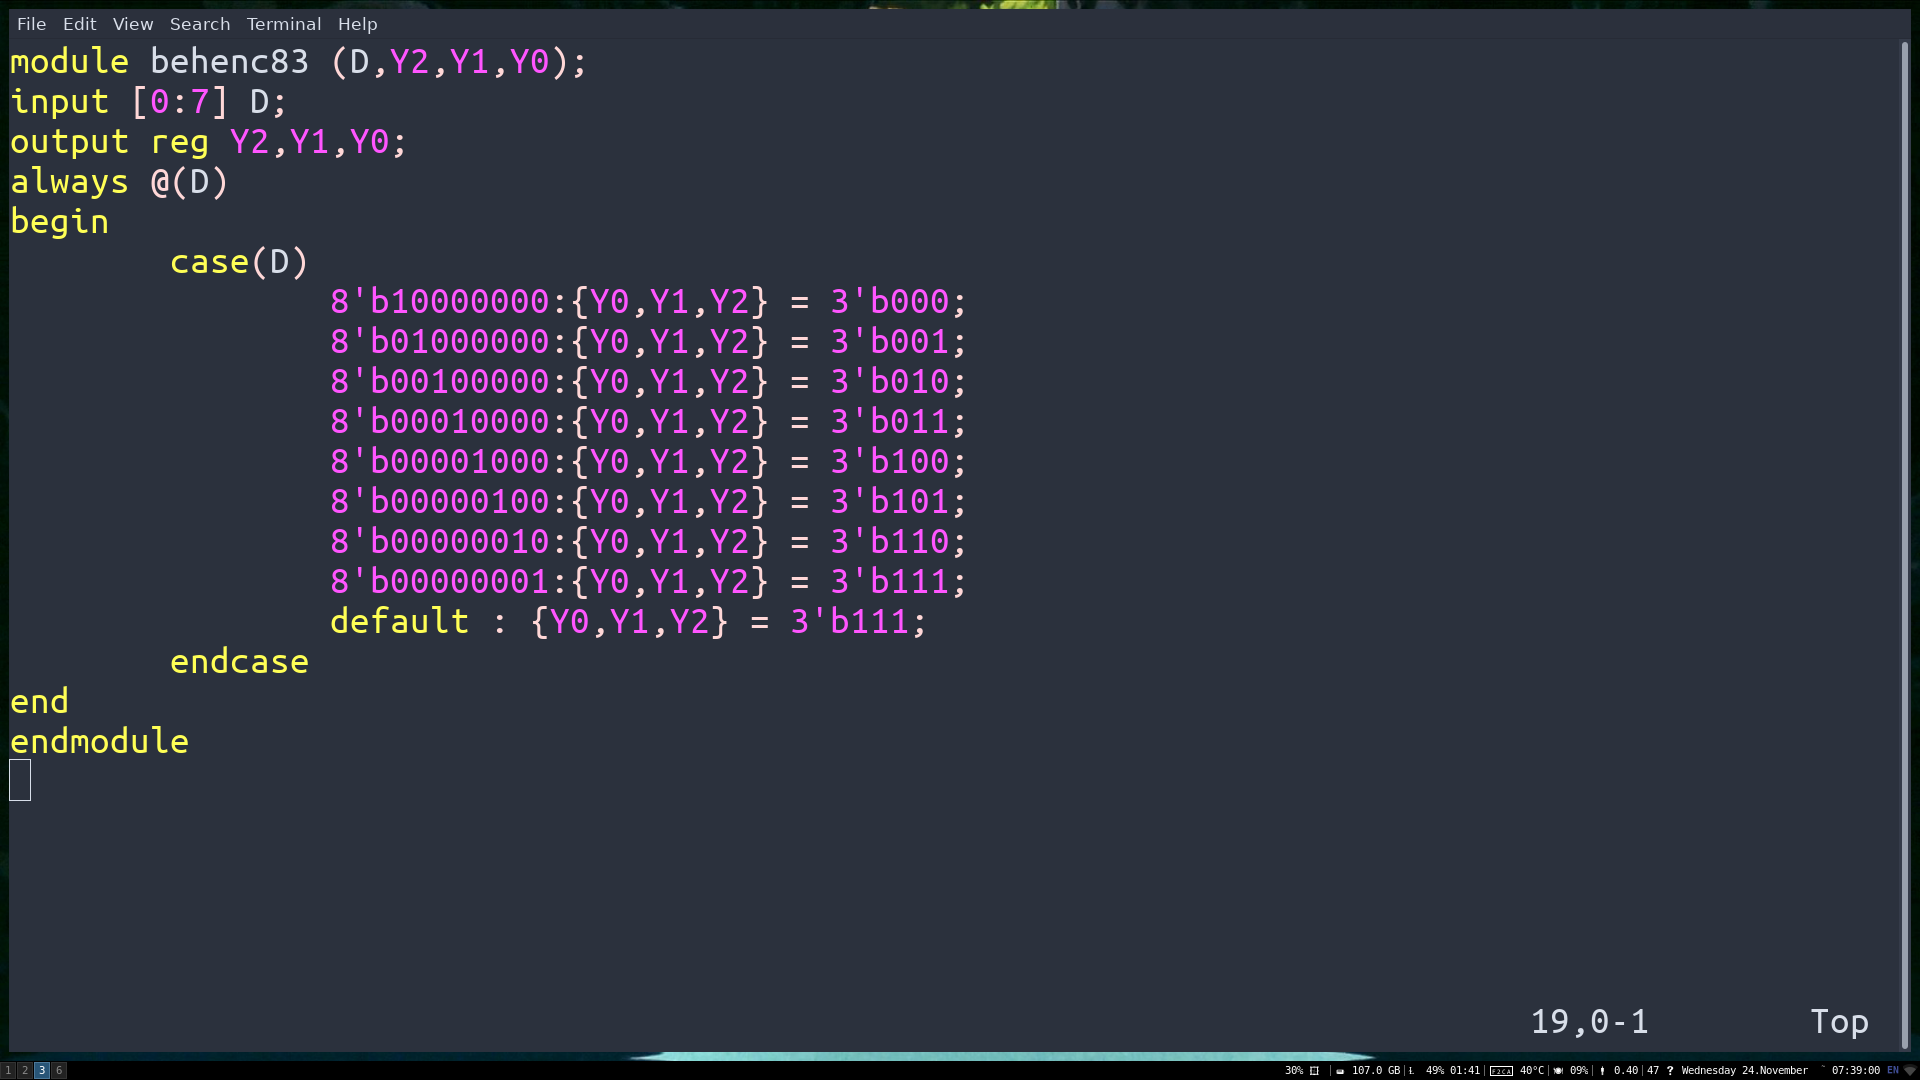 File Edit View Search Terminal Help
module behenc83 (D,Y2,Y1,Y0);
input [0:7] D;
output reg Y2,Y1,Y0;
always @(D)
begin
        case(D)
                8'b10000000:{Y0,Y1,Y2} = 3'b000;
                8'b01000000:{Y0,Y1,Y2} = 3'b001;
                8'b00100000:{Y0,Y1,Y2} = 3'b010;
                8'b00010000:{Y0,Y1,Y2} = 3'b011;
                8'b00001000:{Y0,Y1,Y2} = 3'b100;
                8'b00000100:{Y0,Y1,Y2} = 3'b101;
                8'b00000010:{Y0,Y1,Y2} = 3'b110;
                8'b00000001:{Y0,Y1,Y2} = 3'b111;
                default : {Y0,Y1,Y2} = 3'b111;
        endcase
end
endmodule
19,0-1 Top
1 2 3 6 30% | 107.0 GB| 49% 01:41| 40°C| 09%| 0.40|47 ? Wednesday 24.November 07:39:00 EN